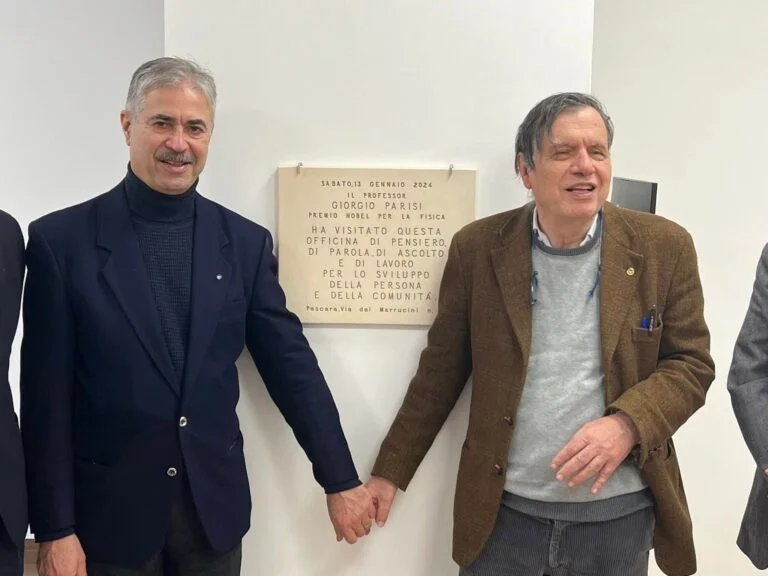 SABATO, 13 GENNAIO 2024
IL PROFESSOR
GIORGIO PARISI
PREMIO NOBEL PER LA FISICA
HA VISITATO QUESTA
OFFICINA DI PENSIERO,
DI PAROLA, DI ASCOLTO
E DI LAVORO
PER LO SVILUPPO
DELLA PERSONA
E DELLA COMUNITÁ.
Pescara, Via dei Marrucini n.